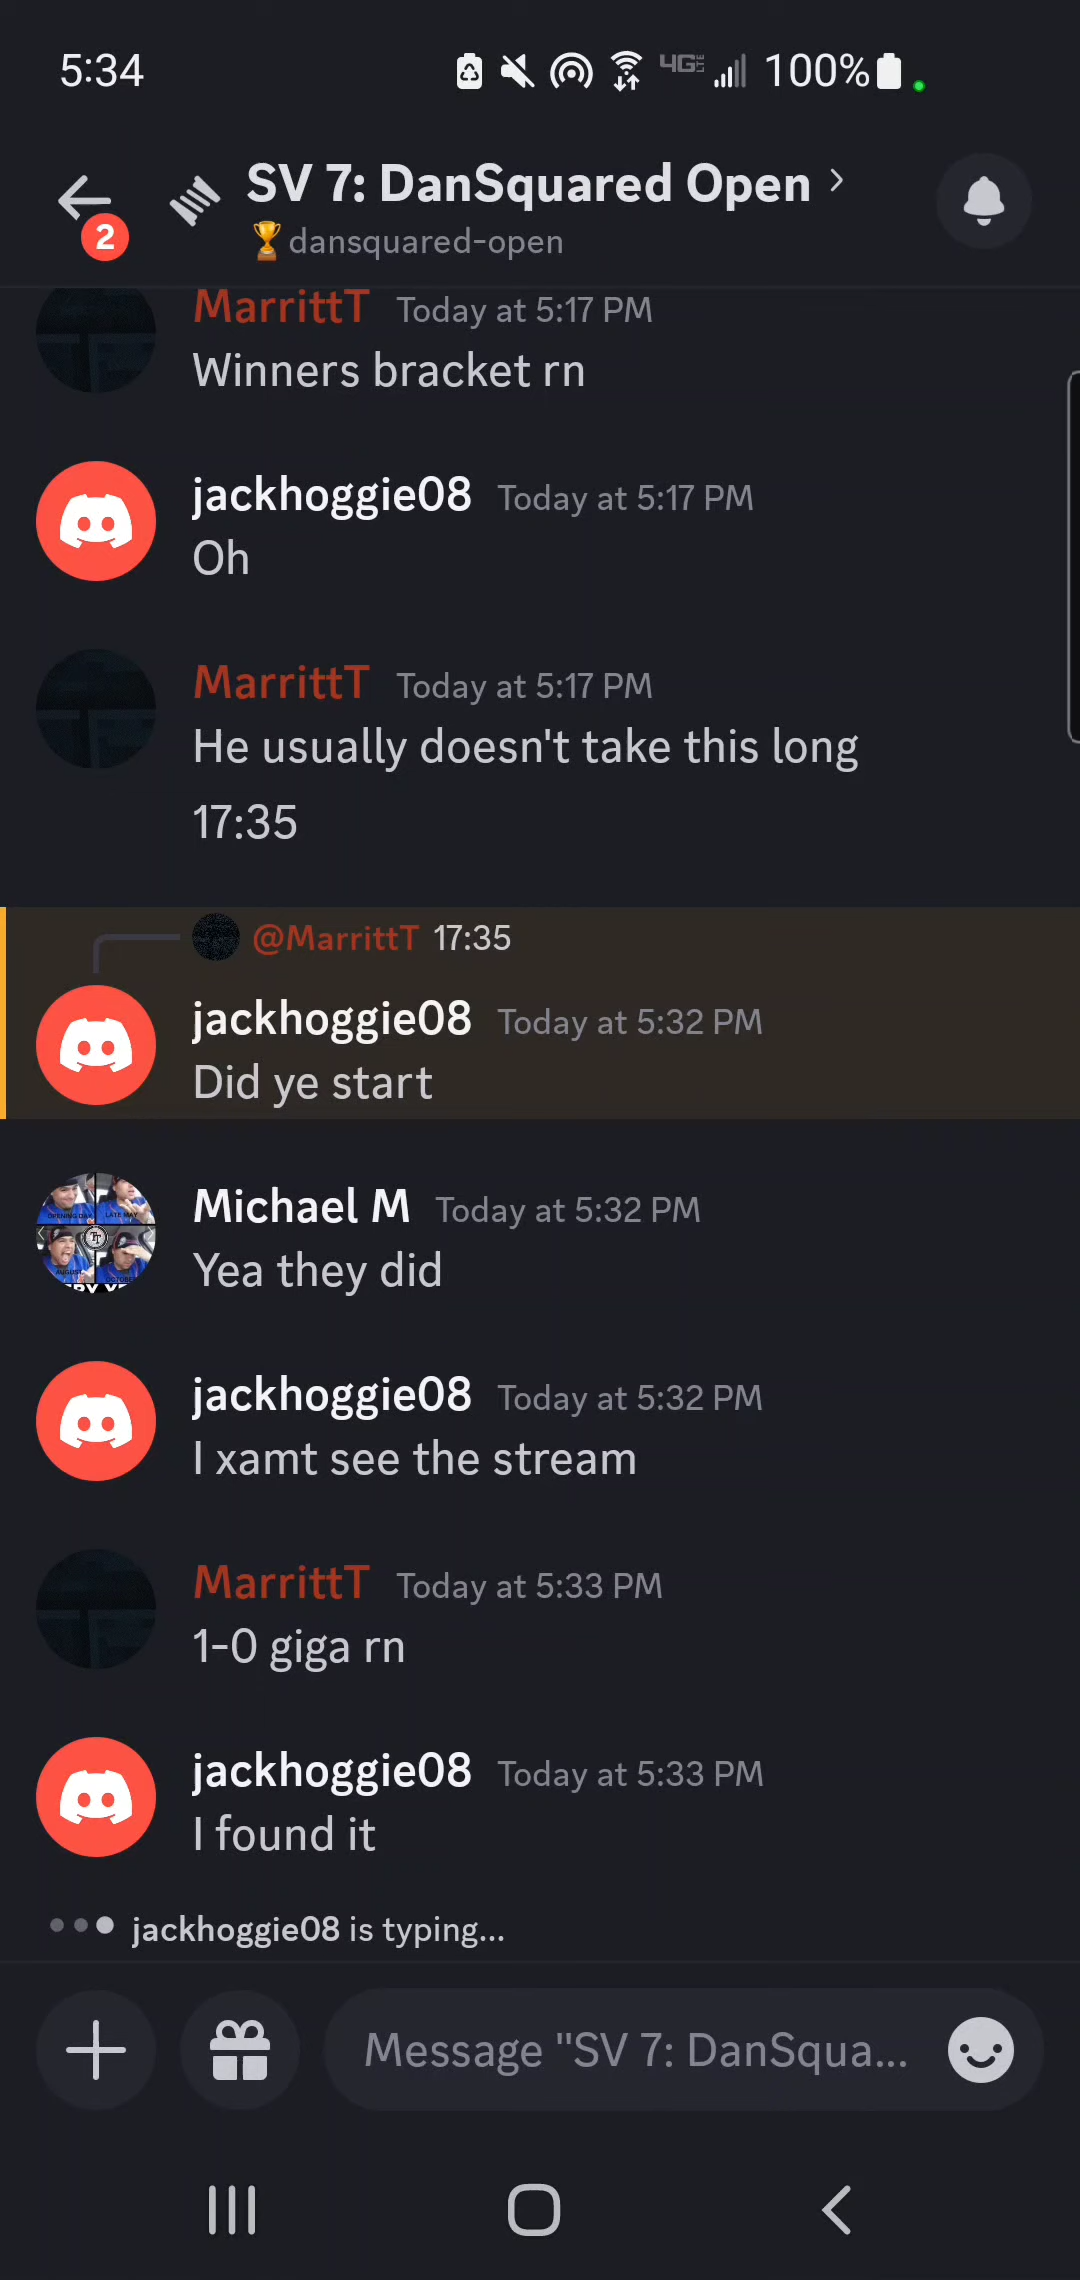 5:34
4G LTE 100%
SV 7: DanSquared Open
2
🏆 dansquared-open
MarrittT Today at 5:17 PM
Winners bracket rn
jackhoggie08 Today at 5:17 PM
Oh
MarrittT Today at 5:17 PM
He usually doesn't take this long
17:35
@MarrittT 17:35
jackhoggie08 Today at 5:32 PM
Did ye start
Michael M Today at 5:32 PM
Yea they did
jackhoggie08 Today at 5:32 PM
I xamt see the stream
MarrittT Today at 5:33 PM
1-0 giga rn
jackhoggie08 Today at 5:33 PM
I found it
jackhoggie08 is typing...
Message "SV 7: DanSqua...